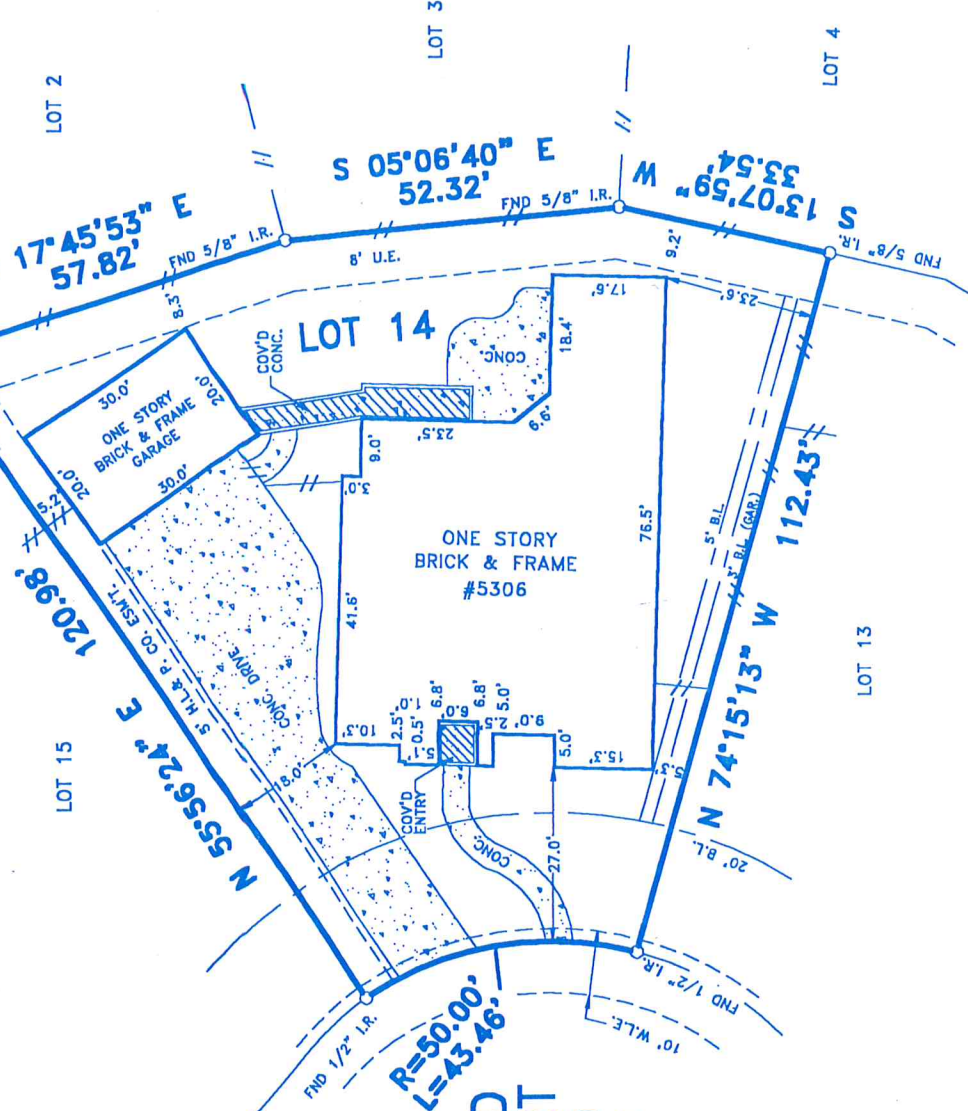 LOT 2
LOT 3
LOT 4
17°45'53" E
57.82'
FND 5/8" I.R.
S 05°06'40" E
52.32'
FND 5/8" I.R.
S 13°07'59" W
33.54'
FND 5/8" I.R.
8' U.E.
8.3'
9.2'
LOT 14
COV'D
CONC.
CONC.
17.6'
18.4'
23.6'
6.6'
23.5'
9.0'
3.0'
30.0'
20.0'
ONE STORY
BRICK & FRAME
GARAGE
20.0'
30.0'
5.2'
120.98'
N 55°56'24" E
5' H.L.& P. CO. ESM'T.
CONC. DRIVE
LOT 15
41.6'
ONE STORY
BRICK & FRAME
#5306
76.5'
5' B.L.
3' B.L. (GAR.)
112.43'
N 74°15'13" W
LOT 13
10.3'
2.5'
1.0'
5.1'
0.5'
6.8'
6.0'
6.8'
2.5'
5.0'
9.0'
5.0'
15.3'
5.3'
18.0'
COV'D
ENTRY
CONC
27.0'
20' B.L.
FND 1/2" I.R.
FND 1/2" I.R.
10' W.L.E.
R=50.00'
L=43.46'